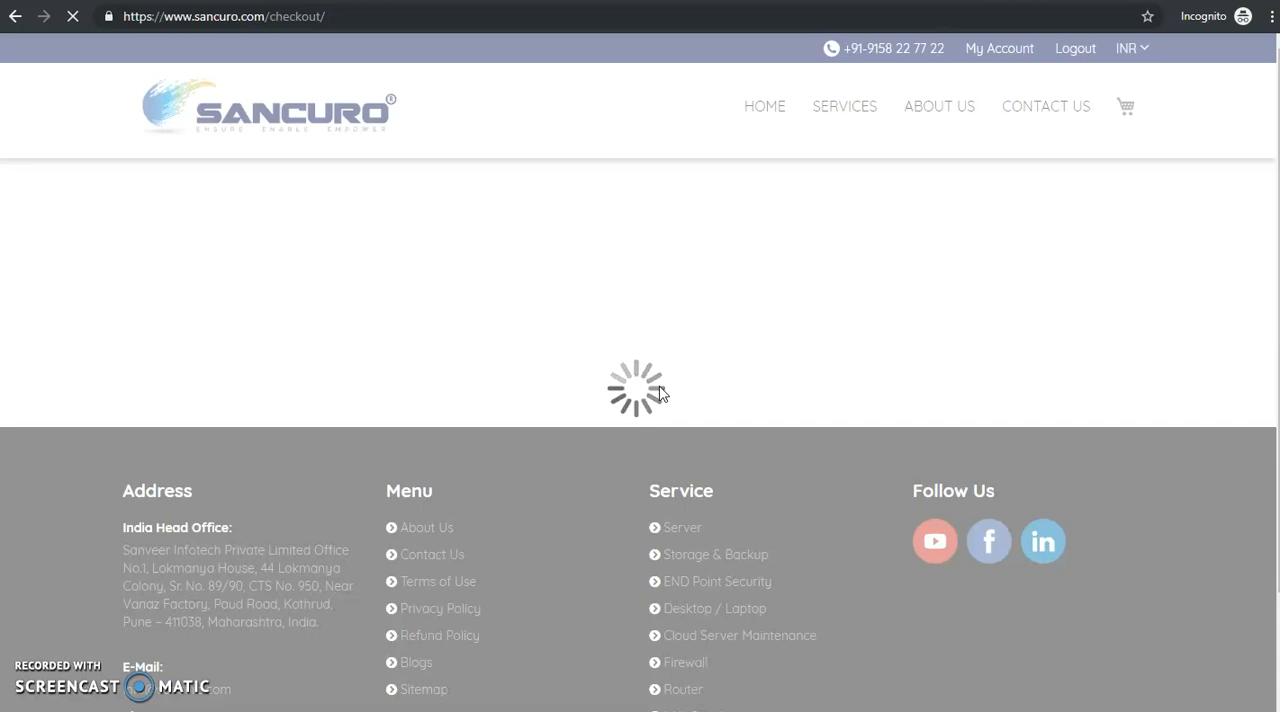 https://www.sancuro.com/checkout/
Incognito
+91-9158 22 77 22 My Account Logout INR
SANCURO®
ENSURE ENABLE EMPOWER
HOME SERVICES ABOUT US CONTACT US
Address
India Head Office:
Sanveer Infotech Private Limited Office
No.1, Lokmanya House, 44 Lokmanya
Colony, Sr. No. 89/90, CTS No. 950, Near
Vanaz Factory, Paud Road, Kothrud.
Pune – 411038, Maharashtra, India.
E-Mail:
.com
Menu
About Us
Contact Us
Terms of Use
Privacy Policy
Refund Policy
Blogs
Sitemap
Service
Server
Storage & Backup
END Point Security
Desktop / Laptop
Cloud Server Maintenance
Firewall
Router
Follow Us
f
in
RECORDED WITH
SCREENCAST MATIC